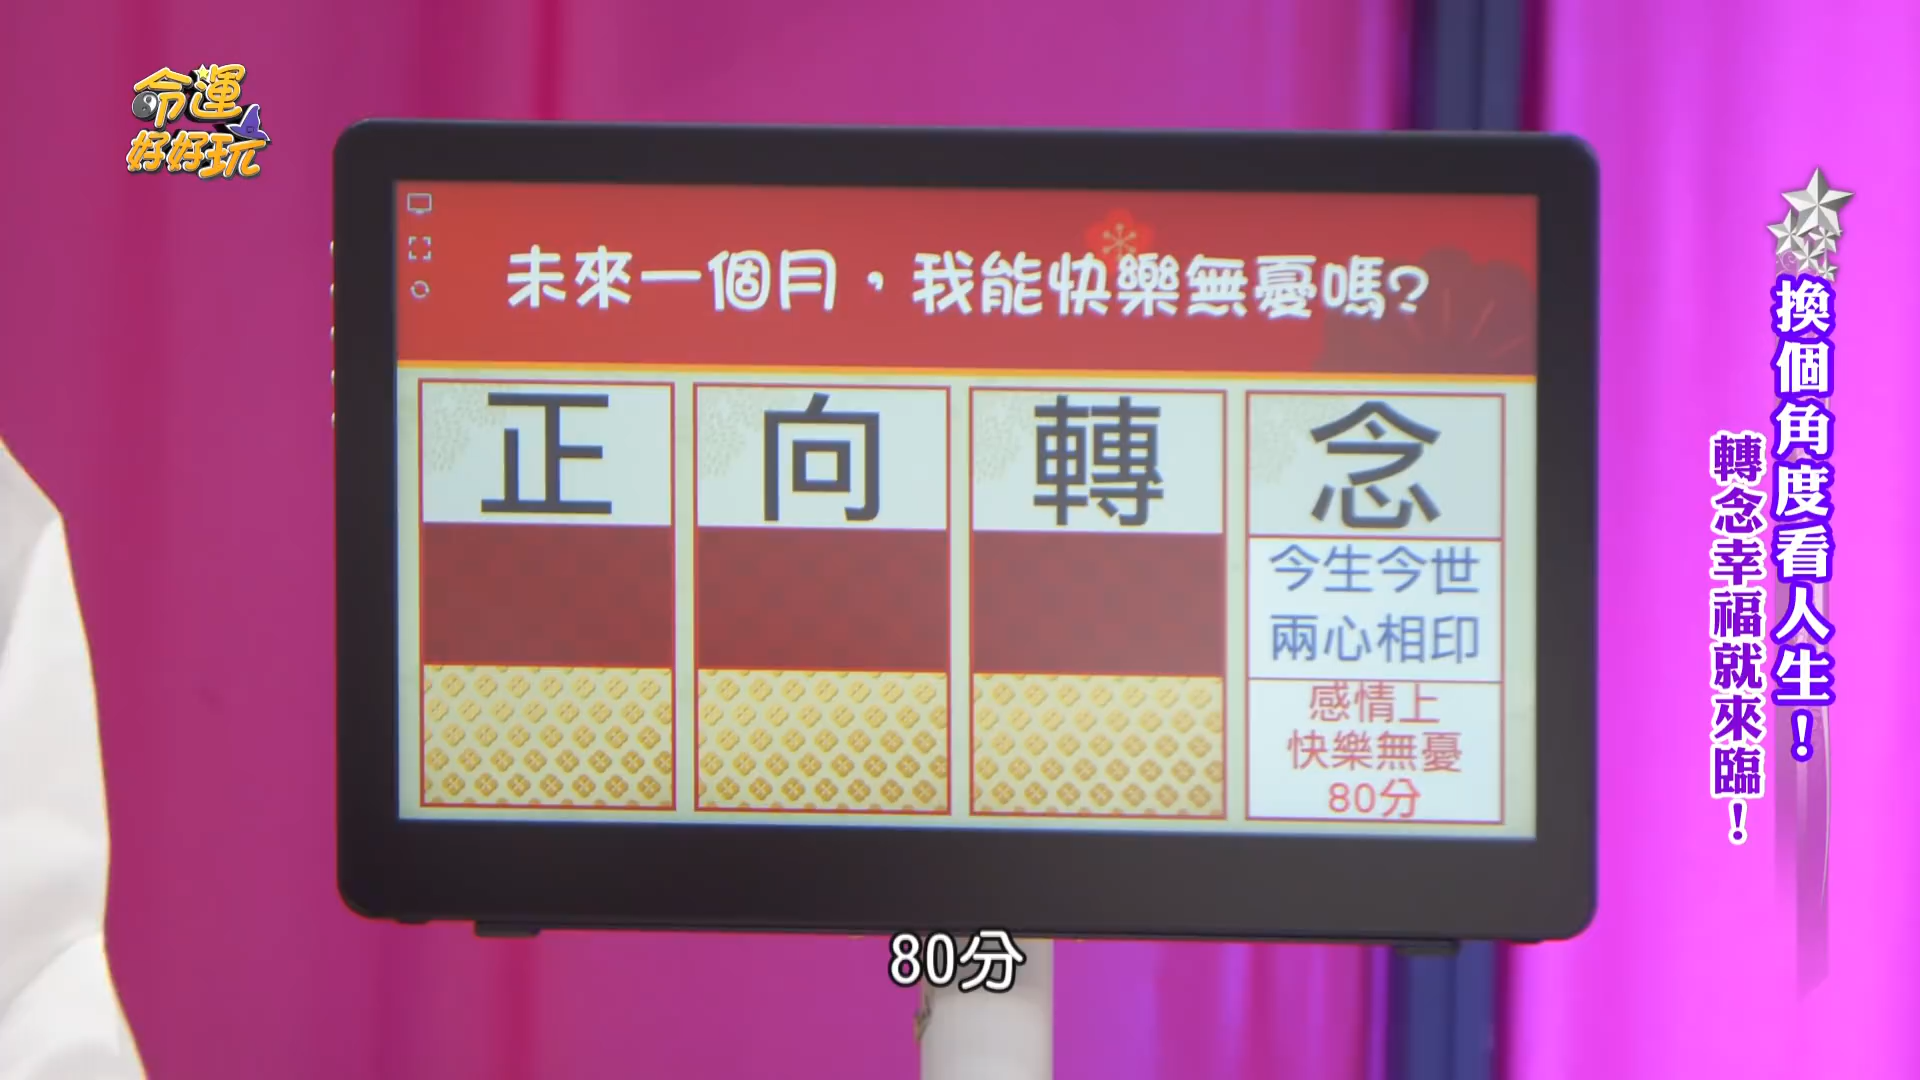 命運
好好玩
未來一個月，我能快樂無憂嗎?
正
向
轉
念
今生今世
兩心相印
感情上
快樂無憂
80分
換個角度看人生！
轉念幸福就來臨！
80分